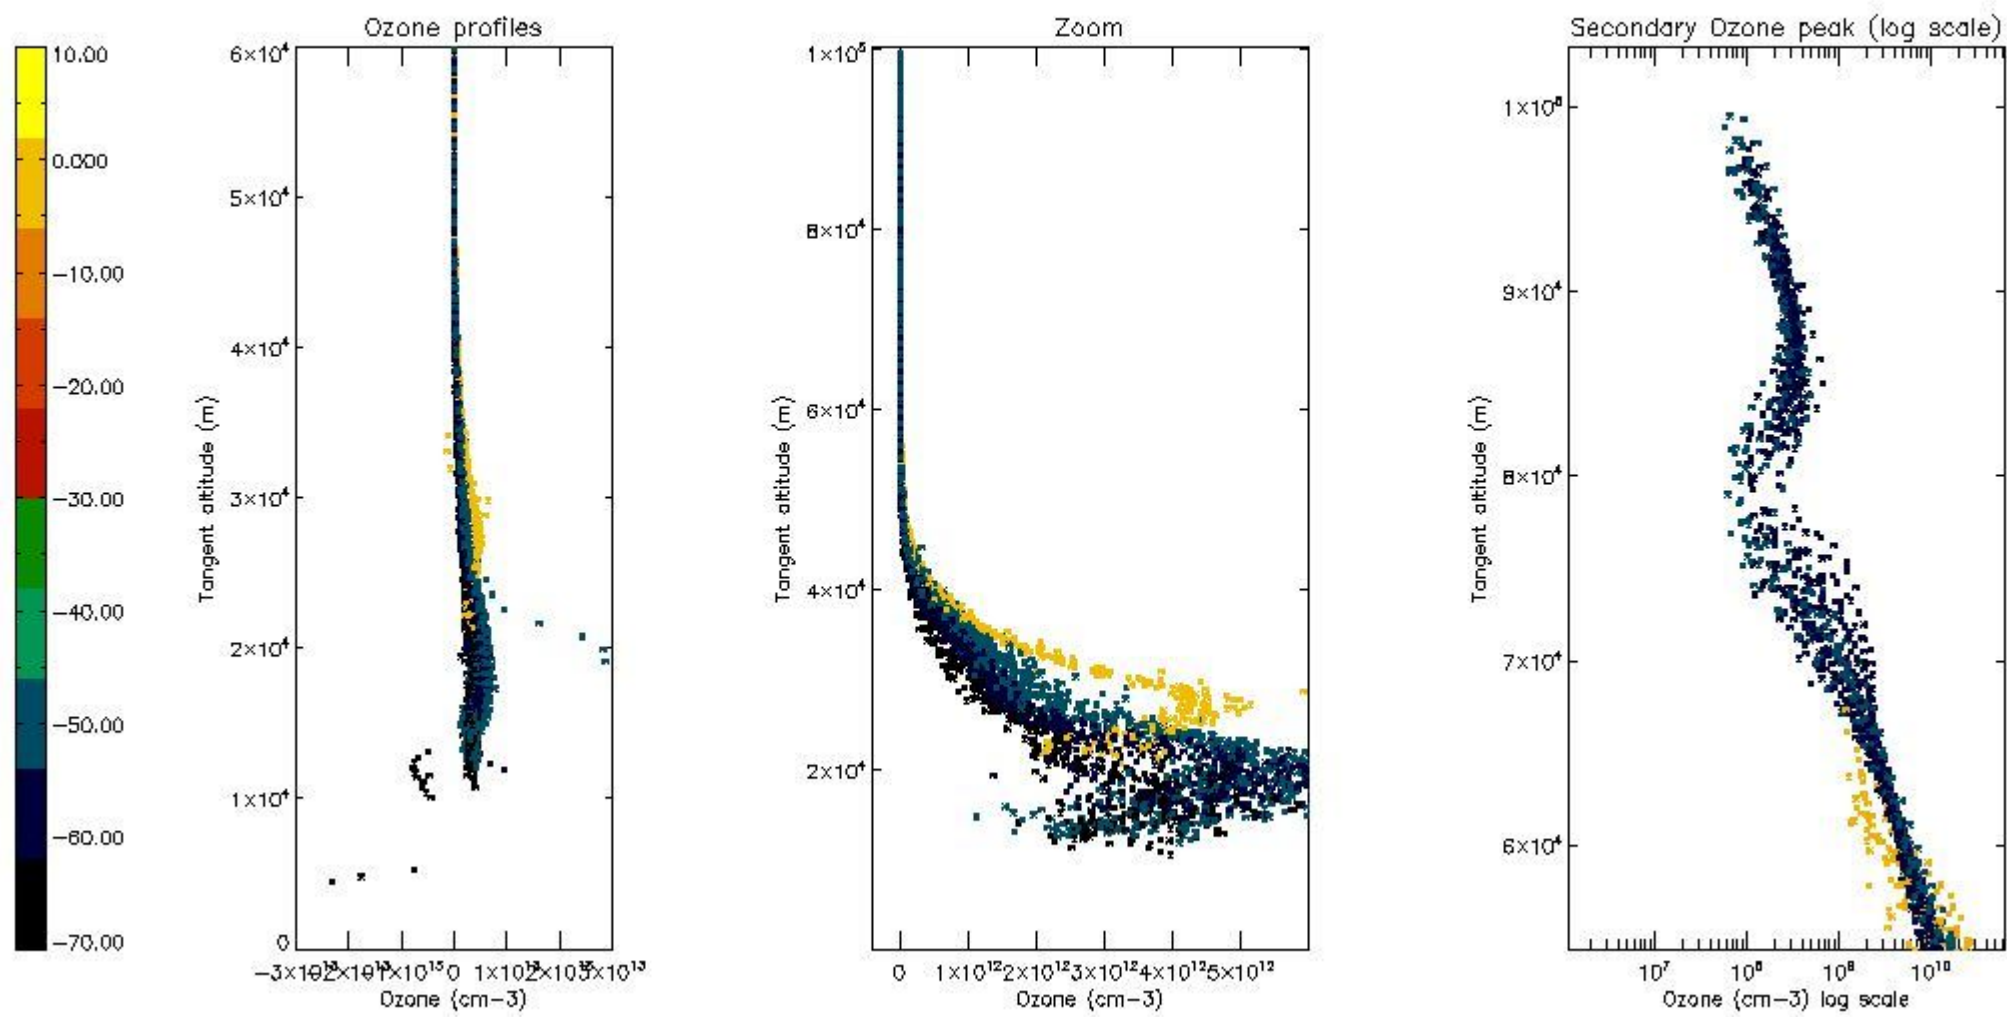 Ozone profiles
Zoom
Secondary Ozone peak (log scale)
10.00
0.000
−10.00
−20.00
−30.00
−40.00
−50.00
−60.00
−70.00
6×10⁴
5×10⁴
4×10⁴
3×10⁴
2×10⁴
1×10⁴
0
Tangent altitude (m)
0
Ozone (cm−3)
1×10⁵
8×10⁴
6×10⁴
4×10⁴
2×10⁴
Tangent altitude (m)
0 1×10¹² 2×10¹² 3×10¹² 4×10¹² 5×10¹²
Ozone (cm−3)
9×10⁴
8×10⁴
7×10⁴
6×10⁴
Tangent altitude (m)
10⁷ 10⁸ 10⁹ 10¹⁰
Ozone (cm−3) log scale